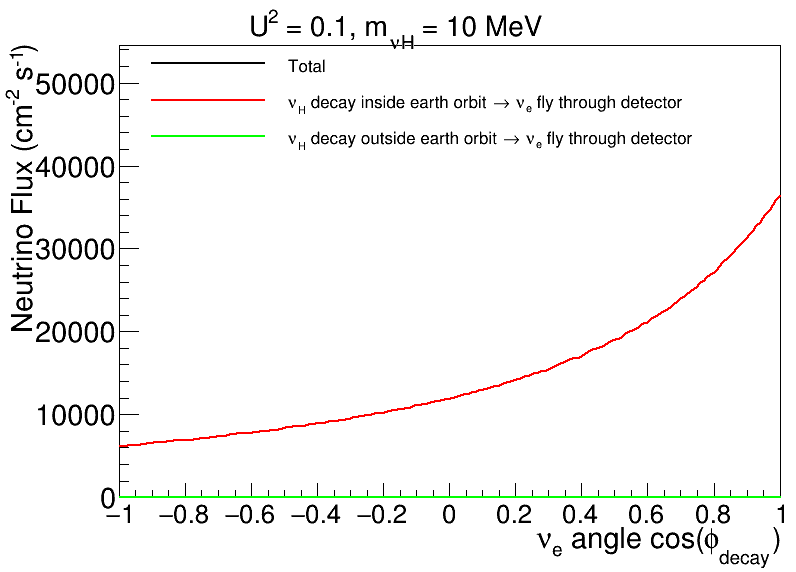 U² = 0.1, m_νH = 10 MeV
Total
ν_H decay inside earth orbit → ν_e fly through detector
ν_H decay outside earth orbit → ν_e fly through detector
Neutrino Flux (cm⁻² s⁻¹)
50000
40000
30000
20000
10000
0
−1 −0.8 −0.6 −0.4 −0.2 0 0.2 0.4 0.6 0.8 1
ν_e angle cos(ϕ_decay)